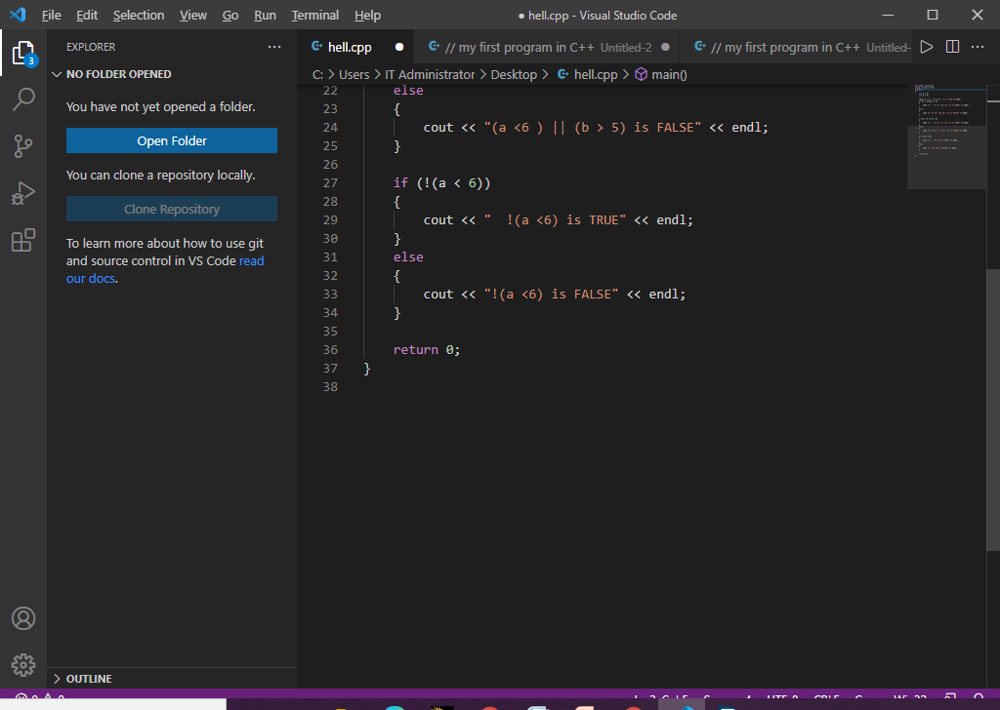 File Edit Selection View Go Run Terminal Help
● hell.cpp - Visual Studio Code
EXPLORER
hell.cpp
// my first program in C++ Untitled-2
// my first program in C++ Untitled-
3
NO FOLDER OPENED
C: > Users > IT Administrator > Desktop > hell.cpp > main()
You have not yet opened a folder.
Open Folder
You can clone a repository locally.
Clone Repository
To learn more about how to use git
and source control in VS Code read
our docs.
22 else
23 {
24 cout << "(a <6 ) || (b > 5) is FALSE" << endl;
25 }
26
27 if (!(a < 6))
28 {
29 cout << "  !(a <6) is TRUE" << endl;
30 }
31 else
32 {
33 cout << "!(a <6) is FALSE" << endl;
34 }
35
36 return 0;
37 }
38
OUTLINE